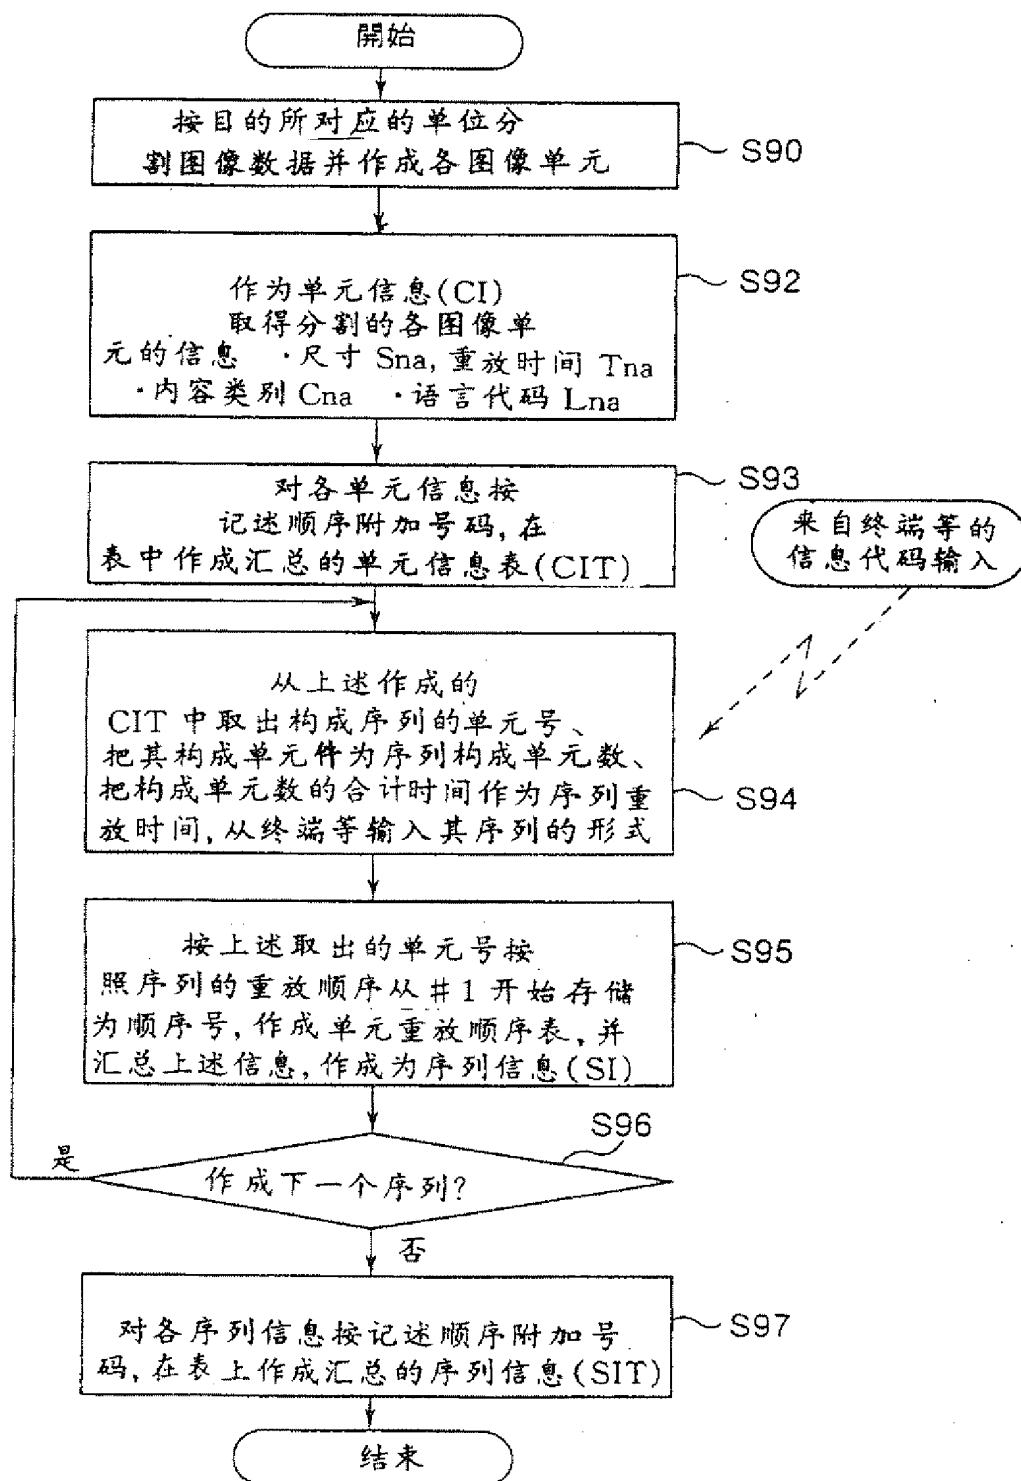 開始
按目的所对应的单位分
割图像数据并作成各图像单元
S90
作为单元信息(CI)
取得分割的各图像单
元的信息 ·尺寸 Sna, 重放时间 Tna
·内容类别 Cna ·语言代码 Lna
S92
对各单元信息按
记述顺序附加号码, 在
表中作成汇总的单元信息表(CIT)
S93
来自终端等的
信息代码输入
从上述作成的
CIT 中取出构成序列的单元号、
把其构成单元件为序列构成单元数、
把构成单元数的合计时间作为序列重
放时间, 从终端等输入其序列的形式
S94
按上述取出的单元号按
照序列的重放顺序从#1开始存储
为顺序号, 作成单元重放顺序表, 并
汇总上述信息, 作成为序列信息(SI)
S95
S96
是
作成下一个序列?
否
对各序列信息按记述顺序附加号
码, 在表上作成汇总的序列信息(SIT)
S97
结束